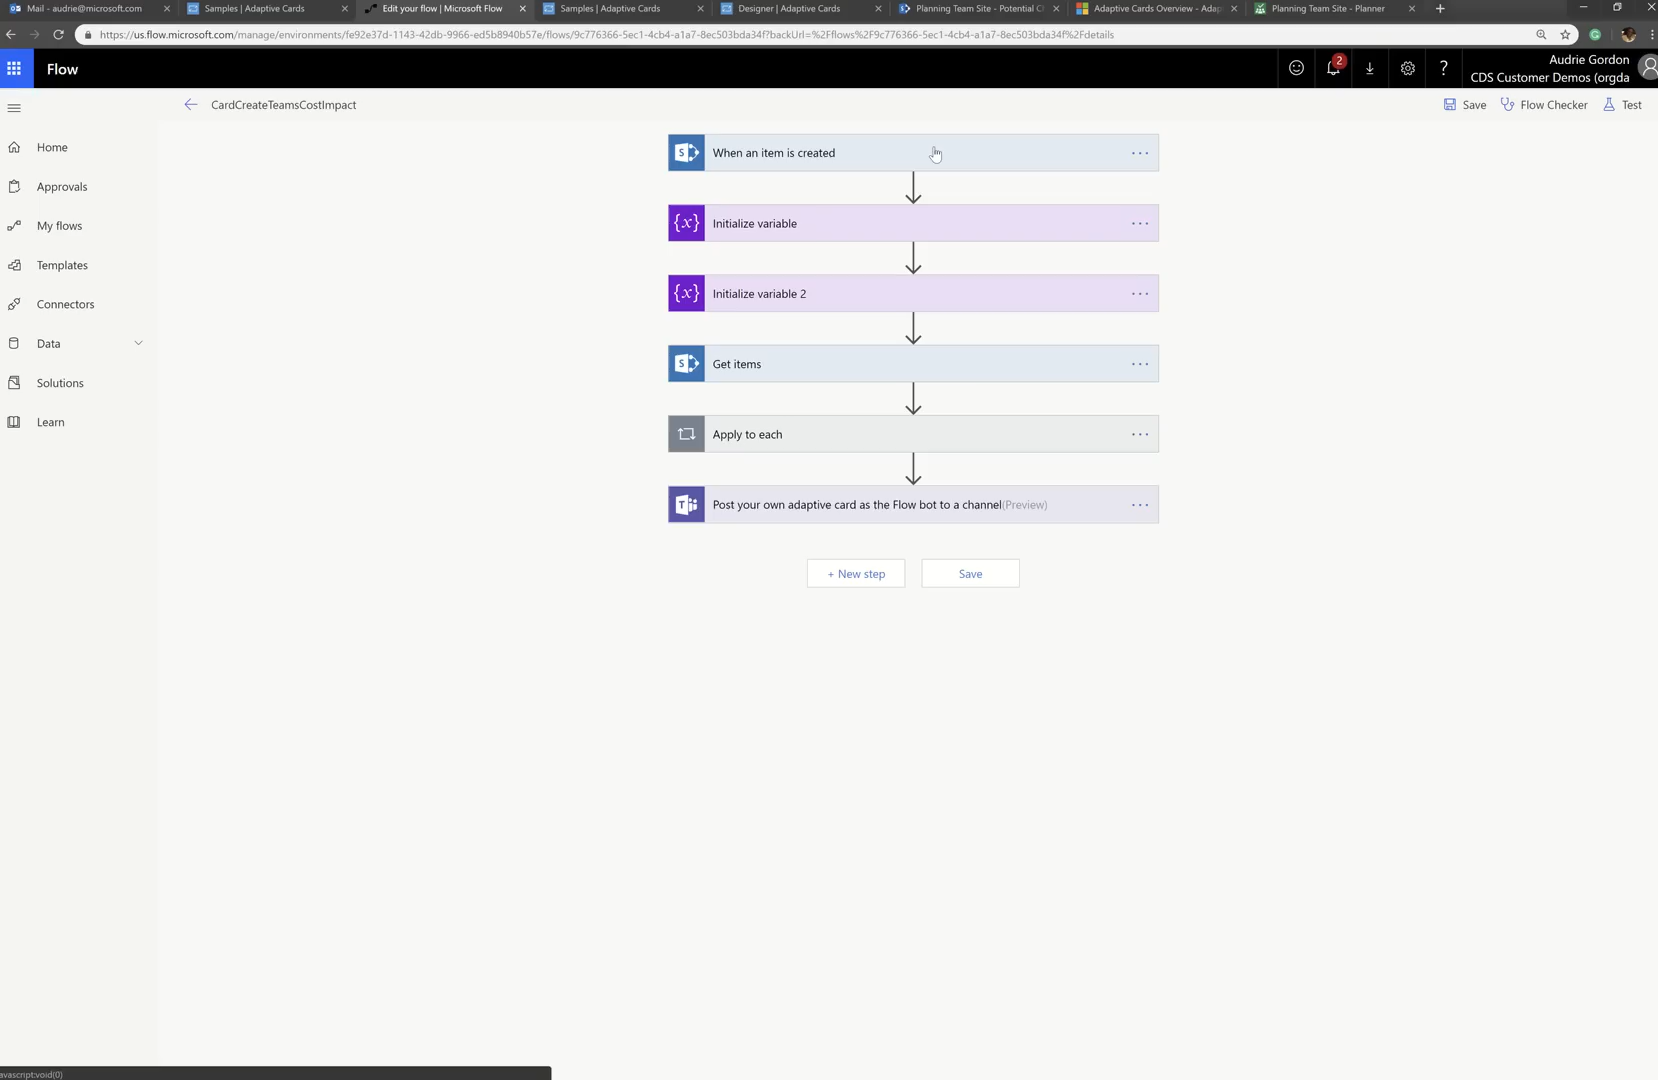 Mail - audrie@microsoft.com
Samples | Adaptive Cards
Edit your flow | Microsoft Flow
Samples | Adaptive Cards
Designer | Adaptive Cards
Planning Team Site - Potential C
Adaptive Cards Overview - Adap
Planning Team Site - Planner
https://us.flow.microsoft.com/manage/environments/fe92e37d-1143-42db-9966-ed5b8940b57e/flows/9c776366-5ec1-4cb4-a1a7-8ec503bda34f?backUrl=%2Fflows%2F9c776366-5ec1-4cb4-a1a7-8ec503bda34f%2Fdetails
Flow
2
?
Audrie Gordon
CDS Customer Demos (orgda
CardCreateTeamsCostImpact
Save
Flow Checker
Test
Home
Approvals
My flows
Templates
Connectors
Data
Solutions
Learn
When an item is created
{x} Initialize variable
{x} Initialize variable 2
Get items
Apply to each
Post your own adaptive card as the Flow bot to a channel(Preview)
+ New step
Save
avascript:void(0)